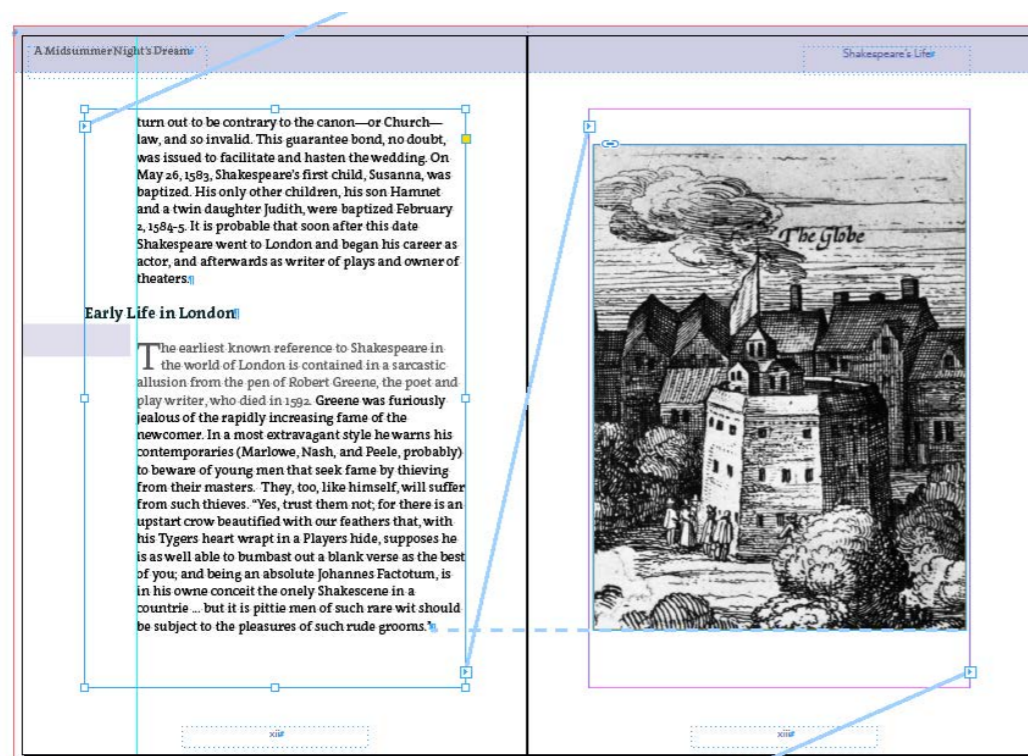 A Midsummer Night's Dream
Shakespeare's Life
turn out to be contrary to the canon—or Church—
law, and so invalid. This guarantee bond, no doubt,
was issued to facilitate and hasten the wedding. On
May 26, 1583, Shakespeare's first child, Susanna, was
baptized. His only other children, his son Hamnet
and a twin daughter Judith, were baptized February
2, 1584-5. It is probable that soon after this date
Shakespeare went to London and began his career as
actor, and afterwards as writer of plays and owner of
theaters.¶
Early Life in London¶
The earliest known reference to Shakespeare in
the world of London is contained in a sarcastic
allusion from the pen of Robert Greene, the poet and
play writer, who died in 1592. Greene was furiously
jealous of the rapidly increasing fame of the
newcomer. In a most extravagant style he warns his
contemporaries (Marlowe, Nash, and Peele, probably)
to beware of young men that seek fame by thieving
from their masters. They, too, like himself, will suffer
from such thieves. “Yes, trust them not; for there is an
upstart crow beautified with our feathers that, with
his Tygers heart wrapt in a Players hide, supposes he
is as well able to bumbast out a blank verse as the best
of you; and being an absolute Johannes Factotum, is
in his owne conceit the onely Shakescene in a
countrie ... but it is pittie men of such rare wit should
be subject to the pleasures of such rude grooms.”¶
The Globe
xii
xiii